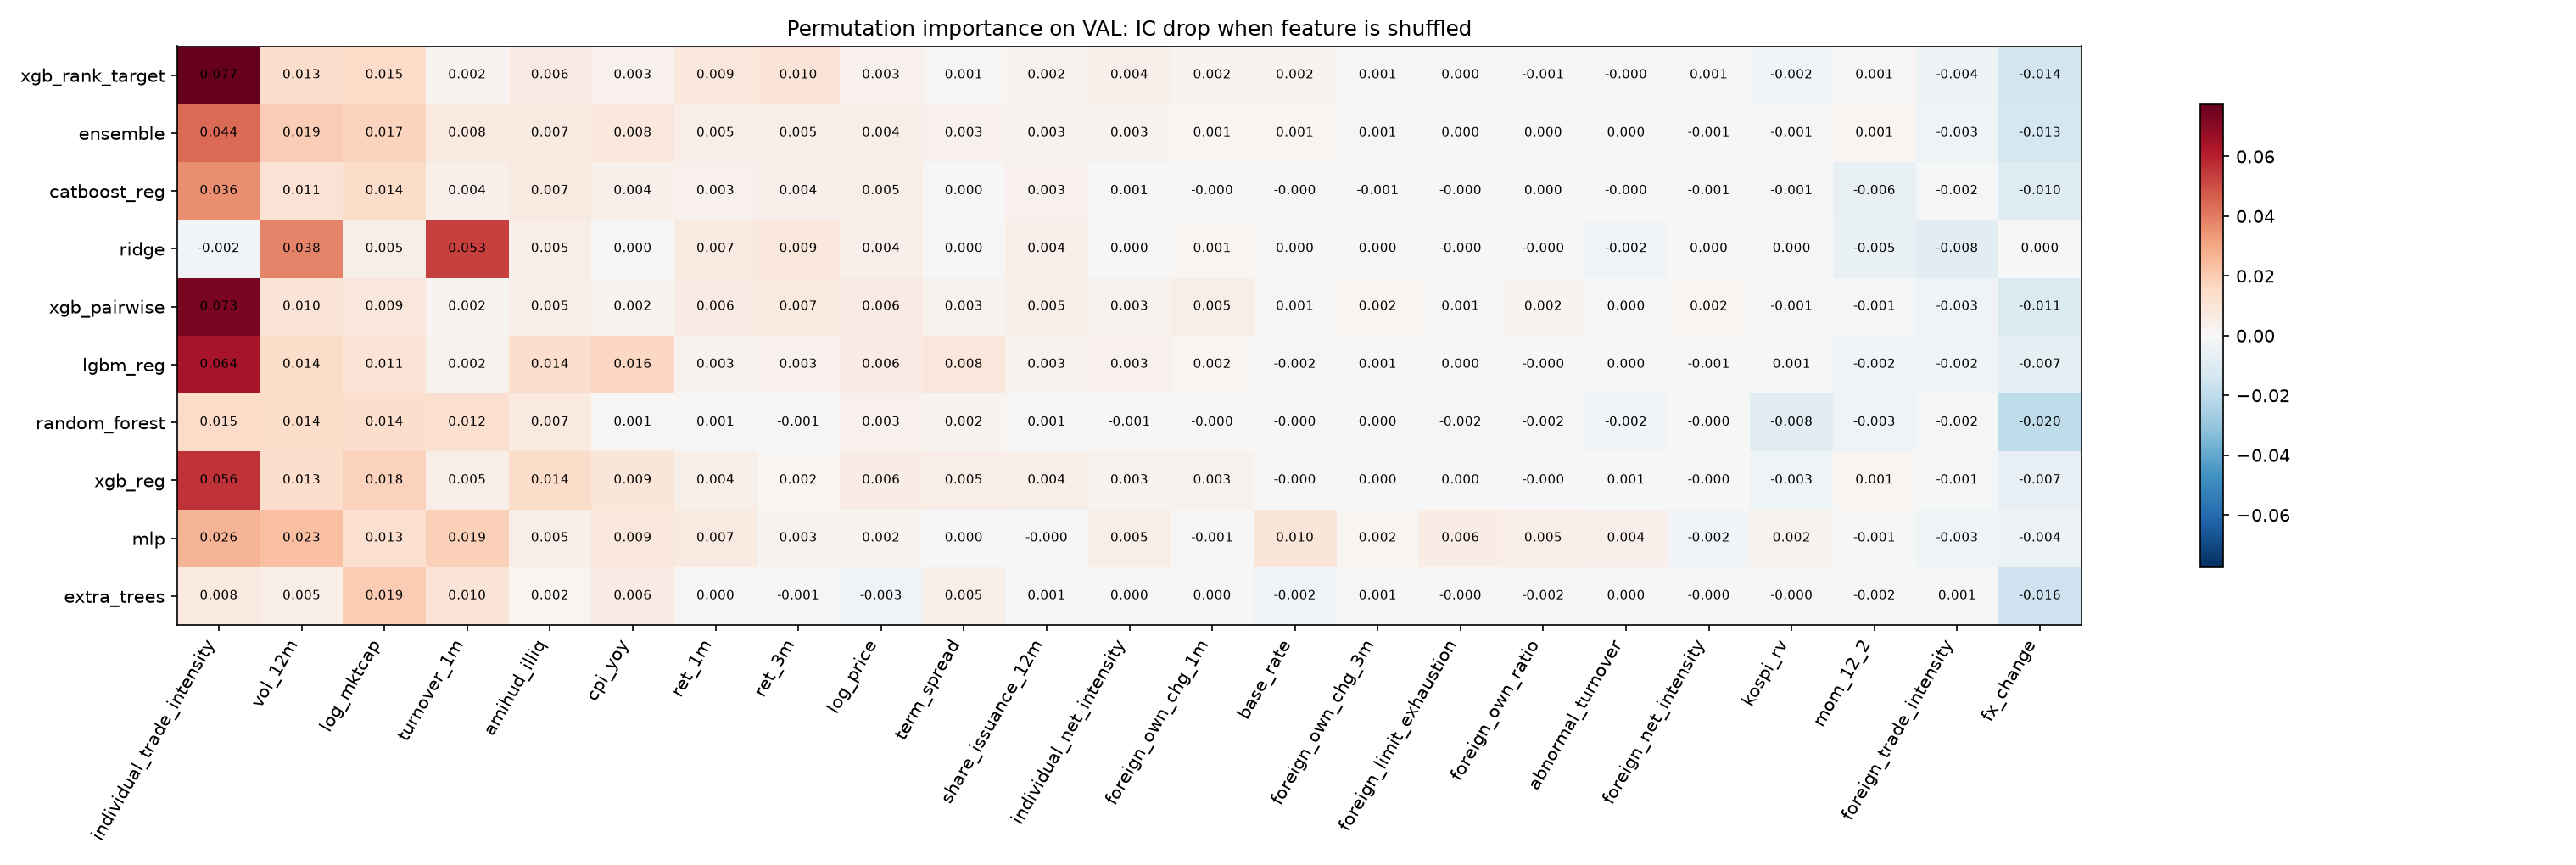 Permutation importance on VAL: IC drop when feature is shuffled
xgb_rank_target 0.077 0.013 0.015 0.002 0.006 0.003 0.009 0.010 0.003 0.001 0.002 0.004 0.002 0.002 0.001 0.000 -0.001 -0.000 0.001 -0.002 0.001 -0.004 -0.014
ensemble 0.044 0.019 0.017 0.008 0.007 0.008 0.005 0.005 0.004 0.003 0.003 0.003 0.001 0.001 0.001 0.000 0.000 0.000 -0.001 -0.001 0.001 -0.003 -0.013
catboost_reg 0.036 0.011 0.014 0.004 0.007 0.004 0.003 0.004 0.005 0.000 0.003 0.001 -0.000 -0.000 -0.001 -0.000 0.000 -0.000 -0.001 -0.001 -0.006 -0.002 -0.010
ridge -0.002 0.038 0.005 0.053 0.005 0.000 0.007 0.009 0.004 0.000 0.004 0.000 0.001 0.000 0.000 -0.000 -0.000 -0.002 0.000 0.000 -0.005 -0.008 0.000
xgb_pairwise 0.073 0.010 0.009 0.002 0.005 0.002 0.006 0.007 0.006 0.003 0.005 0.003 0.005 0.001 0.002 0.001 0.002 0.000 0.002 -0.001 -0.001 -0.003 -0.011
lgbm_reg 0.064 0.014 0.011 0.002 0.014 0.016 0.003 0.003 0.006 0.008 0.003 0.003 0.002 -0.002 0.001 0.000 -0.000 0.000 -0.001 0.001 -0.002 -0.002 -0.007
random_forest 0.015 0.014 0.014 0.012 0.007 0.001 0.001 -0.001 0.003 0.002 0.001 -0.001 -0.000 -0.000 0.000 -0.002 -0.002 -0.002 -0.000 -0.008 -0.003 -0.002 -0.020
xgb_reg 0.056 0.013 0.018 0.005 0.014 0.009 0.004 0.002 0.006 0.005 0.004 0.003 0.003 -0.000 0.000 0.000 -0.000 0.001 -0.000 -0.003 0.001 -0.001 -0.007
mlp 0.026 0.023 0.013 0.019 0.005 0.009 0.007 0.003 0.002 0.000 -0.000 0.005 -0.001 0.010 0.002 0.006 0.005 0.004 -0.002 0.002 -0.001 -0.003 -0.004
extra_trees 0.008 0.005 0.019 0.010 0.002 0.006 0.000 -0.001 -0.003 0.005 0.001 0.000 0.000 -0.002 0.001 -0.000 -0.002 0.000 -0.000 -0.000 -0.002 0.001 -0.016
individual_trade_intensity
vol_12m
log_mktcap
turnover_1m
amihud_illiq
cpi_yoy
ret_1m
ret_3m
log_price
term_spread
share_issuance_12m
individual_net_intensity
foreign_own_chg_1m
base_rate
foreign_own_chg_3m
foreign_limit_exhaustion
foreign_own_ratio
abnormal_turnover
foreign_net_intensity
kospi_rv
mom_12_2
foreign_trade_intensity
fx_change
0.06
0.04
0.02
0.00
−0.02
−0.04
−0.06